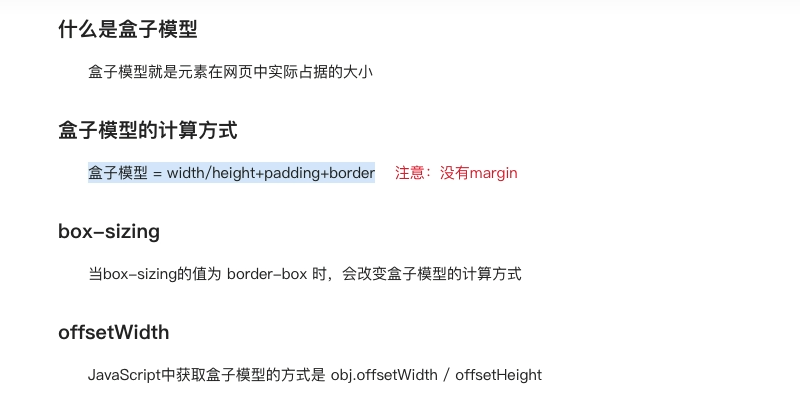 什么是盒子模型
盒子模型就是元素在网页中实际占据的大小
盒子模型的计算方式
盒子模型 = width/height+padding+border 注意：没有margin
box-sizing
当box-sizing的值为 border-box 时，会改变盒子模型的计算方式
offsetWidth
JavaScript中获取盒子模型的方式是 obj.offsetWidth / offsetHeight